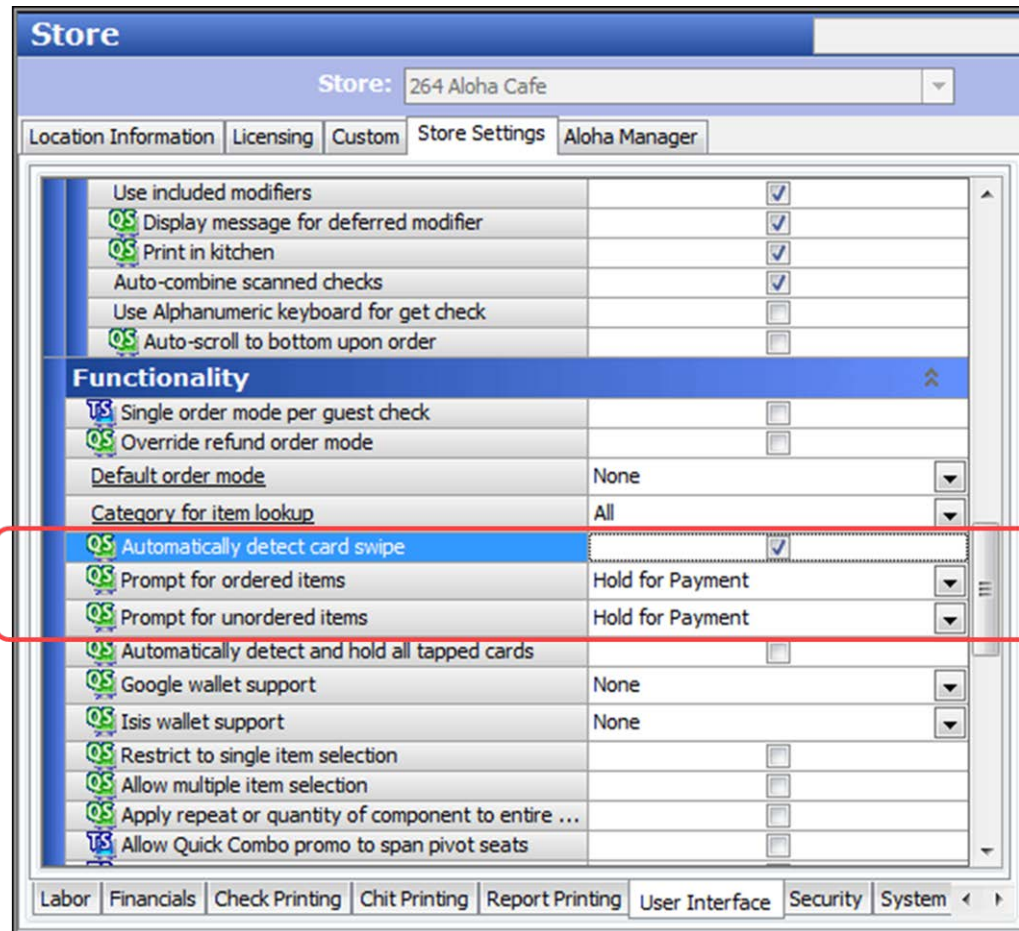 Store
Store: 264 Aloha Cafe
Location Information Licensing Custom Store Settings Aloha Manager
Use included modifiers
QS Display message for deferred modifier
QS Print in kitchen
Auto-combine scanned checks
Use Alphanumeric keyboard for get check
QS Auto-scroll to bottom upon order
Functionality
TS Single order mode per guest check
QS Override refund order mode
Default order mode None
Category for item lookup All
QS Automatically detect card swipe
QS Prompt for ordered items Hold for Payment
QS Prompt for unordered items Hold for Payment
QS Automatically detect and hold all tapped cards
QS Google wallet support None
QS Isis wallet support None
QS Restrict to single item selection
QS Allow multiple item selection
QS Apply repeat or quantity of component to entire ...
TS Allow Quick Combo promo to span pivot seats
Labor Financials Check Printing Chit Printing Report Printing User Interface Security System